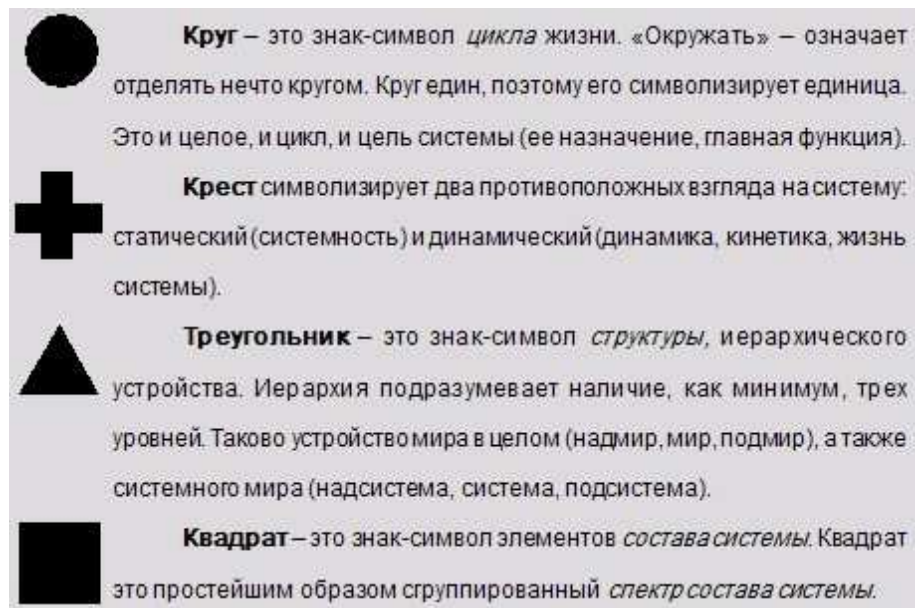 Круг – это знак-символ цикла жизни. «Окружать» – означает
отделять нечто кругом. Круг един, поэтому его символизирует единица.
Это и целое, и цикл, и цель системы (ее назначение, главная функция).
Крест символизирует два противоположных взгляда на систему:
статический (системность) и динамический (динамика, кинетика, жизнь
системы).
Треугольник – это знак-символ структуры, иерархического
устройства. Иерархия подразумевает наличие, как минимум, трех
уровней. Таково устройство мира в целом (надмир, мир, подмир), а также
системного мира (надсистема, система, подсистема).
Квадрат – это знак-символ элементов состава системы. Квадрат
это простейшим образом сгруппированный спектр состава системы.